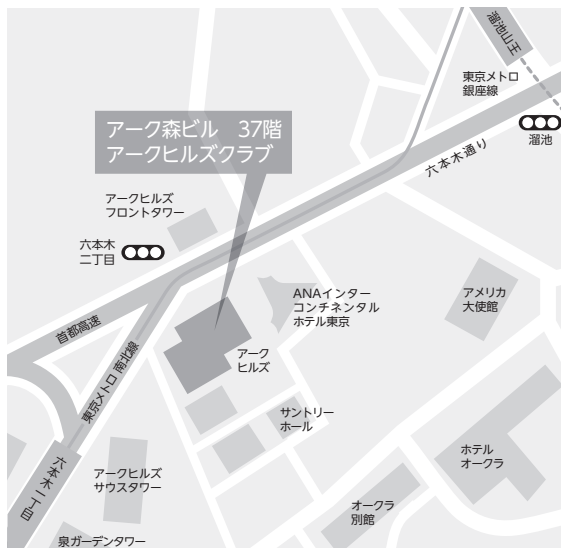 溜池山王
東京メトロ
銀座線
溜池
六本木通り
アーク森ビル 37階
アークヒルズクラブ
アークヒルズ
フロントタワー
六本木
二丁目
首都高速
ANAインター
コンチネンタル
ホテル東京
アメリカ
大使館
アーク
ヒルズ
東京メトロ 南北線
サントリー
ホール
ホテル
オークラ
六本木一丁目
アークヒルズ
サウスタワー
オークラ
別館
泉ガーデンタワー